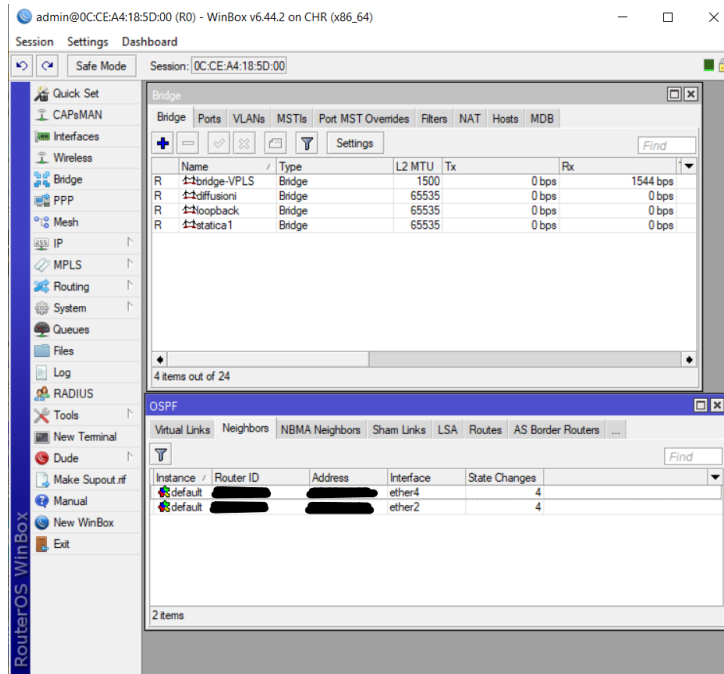 admin@0C:CE:A4:18:5D:00 (R0) - WinBox v6.44.2 on CHR (x86_64)
Session Settings Dashboard
Safe Mode Session: 0C:CE:A4:18:5D:00
Quick Set
CAPsMAN
Interfaces
Wireless
Bridge
PPP
Mesh
IP
MPLS
Routing
System
Queues
Files
Log
RADIUS
Tools
New Terminal
Dude
Make Supout.rif
Manual
New WinBox
Exit
RouterOS WinBox
Bridge
Bridge Ports VLANs MSTIs Port MST Overrides Filters NAT Hosts MDB
Settings Find
Name / Type L2 MTU Tx Rx
R bridge-VPLS Bridge 1500 0 bps 1544 bps
R diffusioni Bridge 65535 0 bps 0 bps
R loopback Bridge 65535 0 bps 0 bps
R statica1 Bridge 65535 0 bps 0 bps
4 items out of 24
OSPF
Virtual Links Neighbors NBMA Neighbors Sham Links LSA Routes AS Border Routers ...
Find
Instance / Router ID Address Interface State Changes
default ether4 4
default ether2 4
2 items